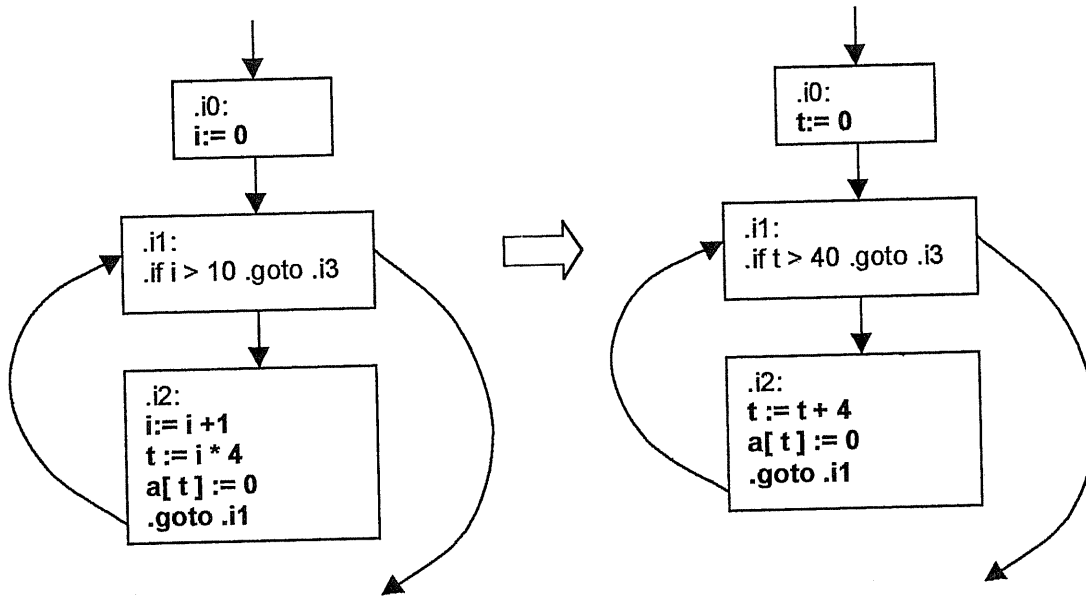 .i0:
i:= 0
.i1:
.if i > 10 .goto .i3
.i2:
i:= i +1
t := i * 4
a[ t ] := 0
.goto .i1
.i0:
t:= 0
.i1:
.if t > 40 .goto .i3
.i2:
t := t + 4
a[ t ] := 0
.goto .i1